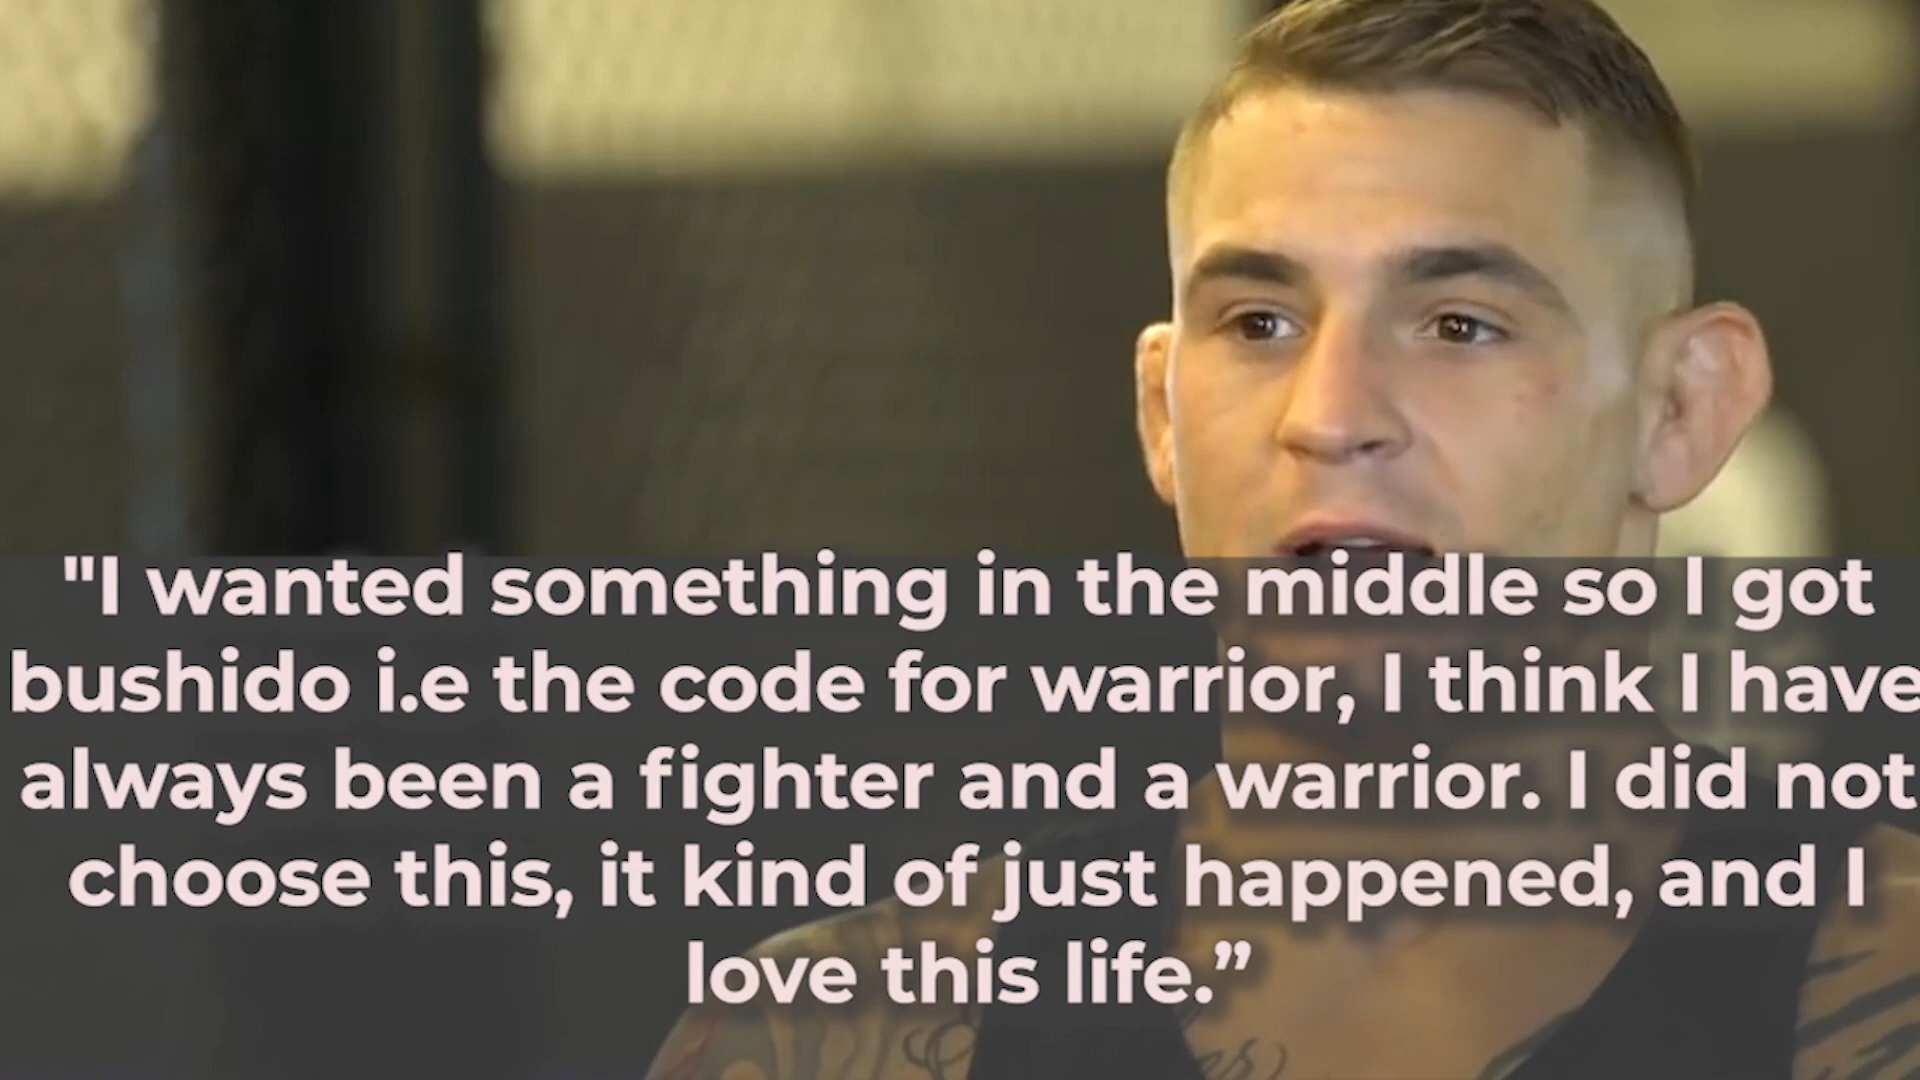 "I wanted something in the middle so I got
bushido i.e the code for warrior, I think I have
always been a fighter and a warrior. I did not
choose this, it kind of just happened, and I
love this life.”